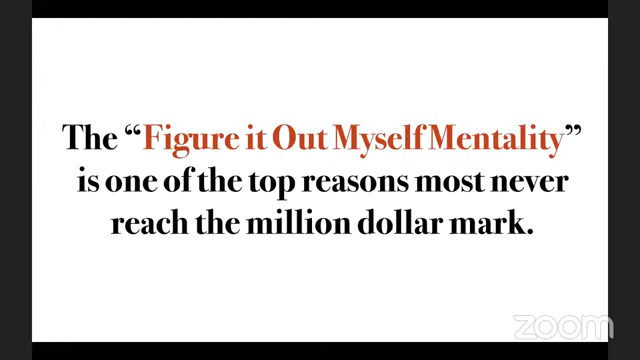 The “Figure it Out Myself Mentality”
is one of the top reasons most never
reach the million dollar mark.
zoom